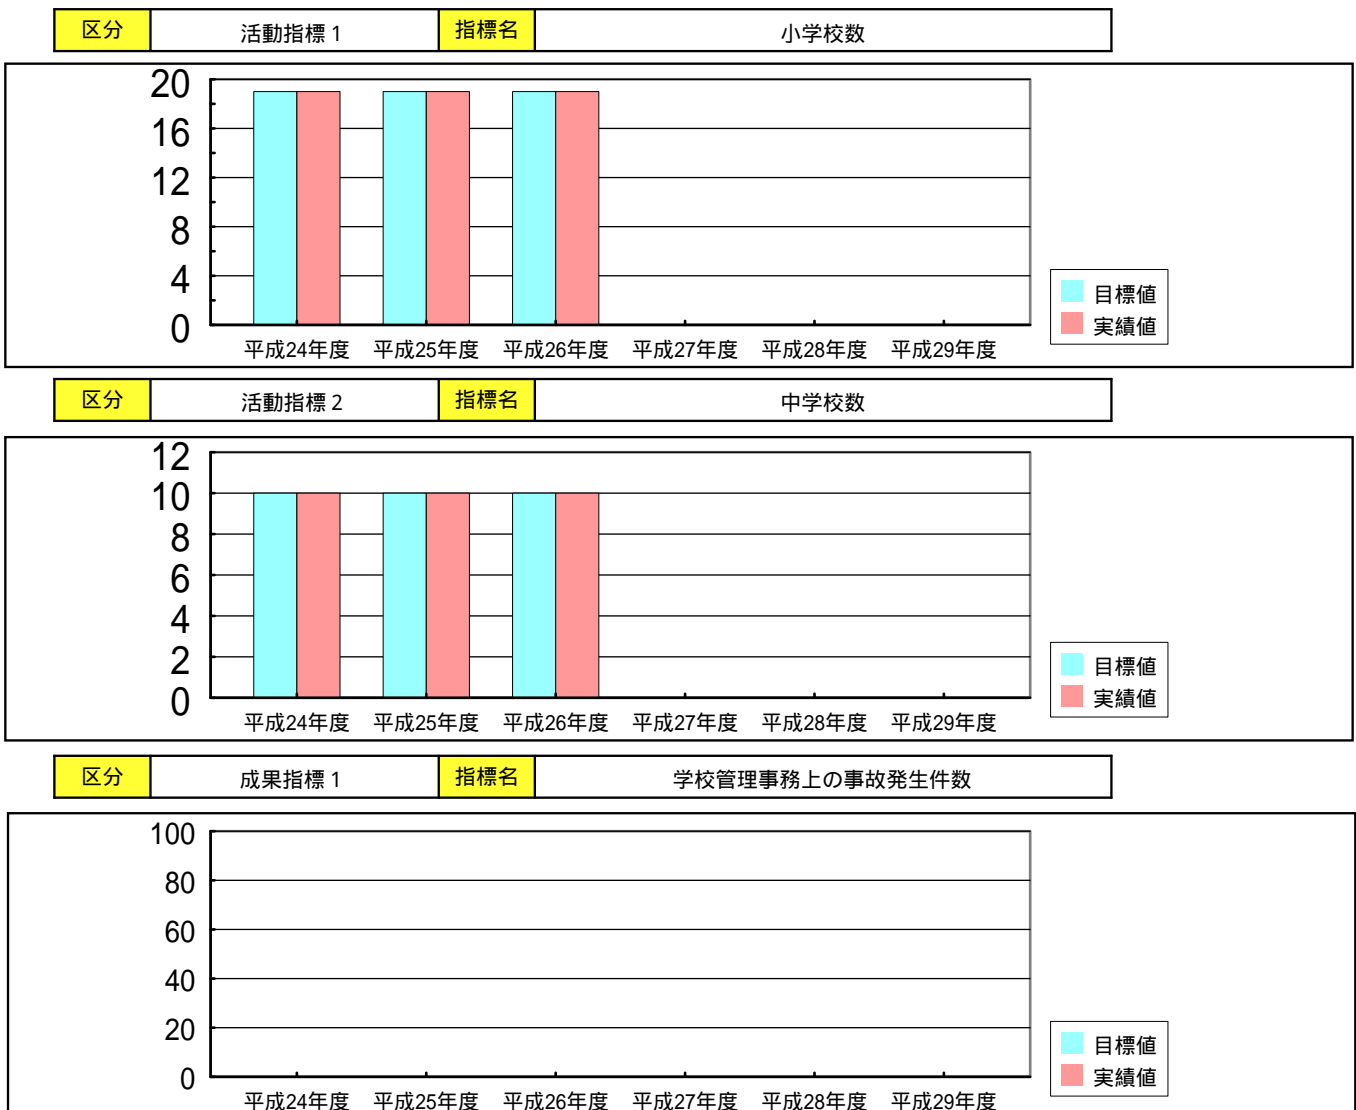 区分 活動指標1 指標名 小学校数
20
16
12
8
4
0
平成24年度 平成25年度 平成26年度 平成27年度 平成28年度 平成29年度
目標値
実績値
区分 活動指標2 指標名 中学校数
12
10
8
6
4
2
0
平成24年度 平成25年度 平成26年度 平成27年度 平成28年度 平成29年度
目標値
実績値
区分 成果指標1 指標名 学校管理事務上の事故発生件数
100
80
60
40
20
0
平成24年度 平成25年度 平成26年度 平成27年度 平成28年度 平成29年度
目標値
実績値